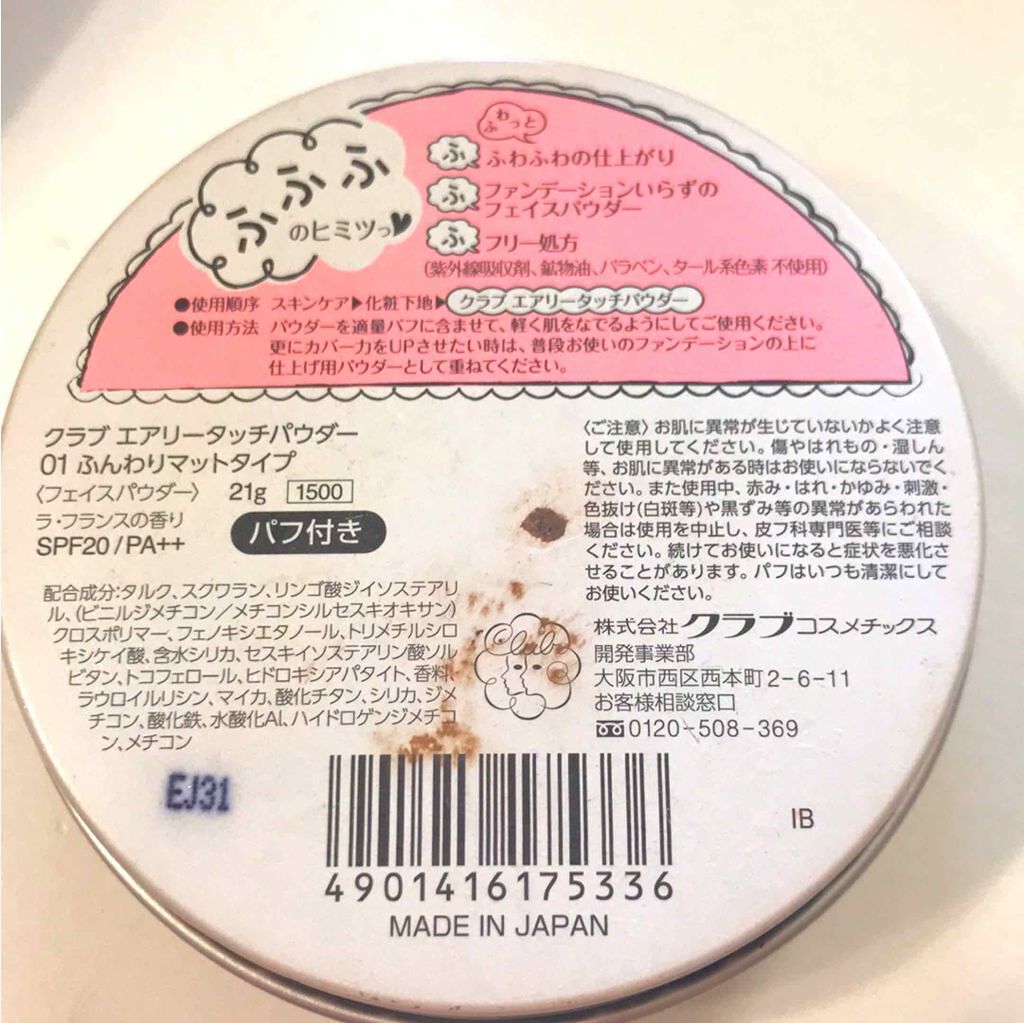 ふわっと
ふふふ
のヒミツっ
ふ ふわふわの仕上がり
ふ ファンデーションいらずの
フェイスパウダー
ふ フリー処方
(紫外線吸収剤、鉱物油、パラベン、タール系色素 不使用)
●使用順序 スキンケア▶化粧下地▶クラブ エアリータッチパウダー
●使用方法 パウダーを適量パフに含ませて、軽く肌をなでるようにしてご使用ください。
更にカバー力をUPさせたい時は、普段お使いのファンデーションの上に
仕上げ用パウダーとして重ねてください。
クラブ エアリータッチパウダー
01 ふんわりマットタイプ
〈フェイスパウダー〉 21g 1500
ラ・フランスの香り
SPF20/PA++
パフ付き
配合成分:タルク、スクワラン、リンゴ酸ジイソステアリ
ル、(ビニルジメチコン/メチコンシルセスキオキサン)
クロスポリマー、フェノキシエタノール、トリメチルシロ
キシケイ酸、含水シリカ、セスキイソステアリン酸ソル
ビタン、トコフェロール、ヒドロキシアパタイト、香料、
ラウロイルリシン、マイカ、酸化チタン、シリカ、ジメ
チコン、酸化鉄、水酸化Al、ハイドロゲンジメチコ
ン、メチコン
〈ご注意〉お肌に異常が生じていないかよく注意
して使用してください。傷やはれもの・湿しん
等、お肌に異常がある時はお使いにならないでく
ださい。また使用中、赤み・はれ・かゆみ・刺激・
色抜け(白斑等)や黒ずみ等の異常があらわれた
場合は使用を中止し、皮フ科専門医等にご相談
ください。続けてお使いになると症状を悪化さ
せることがあります。パフはいつも清潔にして
お使いください。
Club
株式会社クラブコスメチックス
開発事業部
大阪市西区西本町2-6-11
お客様相談窓口
0120-508-369
EJ31
IB
4901416175336
MADE IN JAPAN